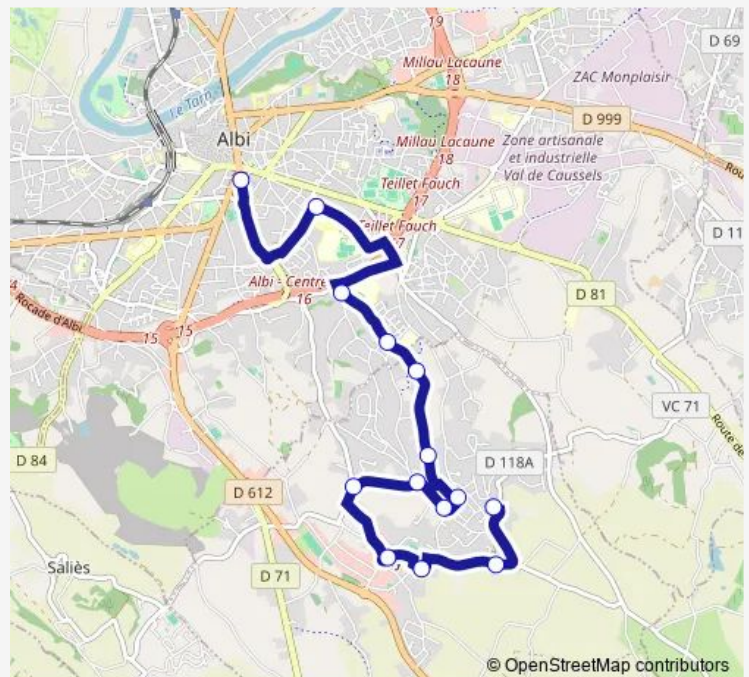 19
D 69
Millau Lacaune
18
ZAC Monplaisir
Le Tarn
D 999
Albi
Millau Lacaune
18
Zone artisanale
et industrielle
Val de Caussels
Teillet Fauch
17
Teillet Fauch
D 11
Albi - Centre
16
D 81
Rocade d'Albi
15
15
VC 71
Route de
D 84
D 118A
D 612
Saliès
D 71
© OpenStreetMap contributors